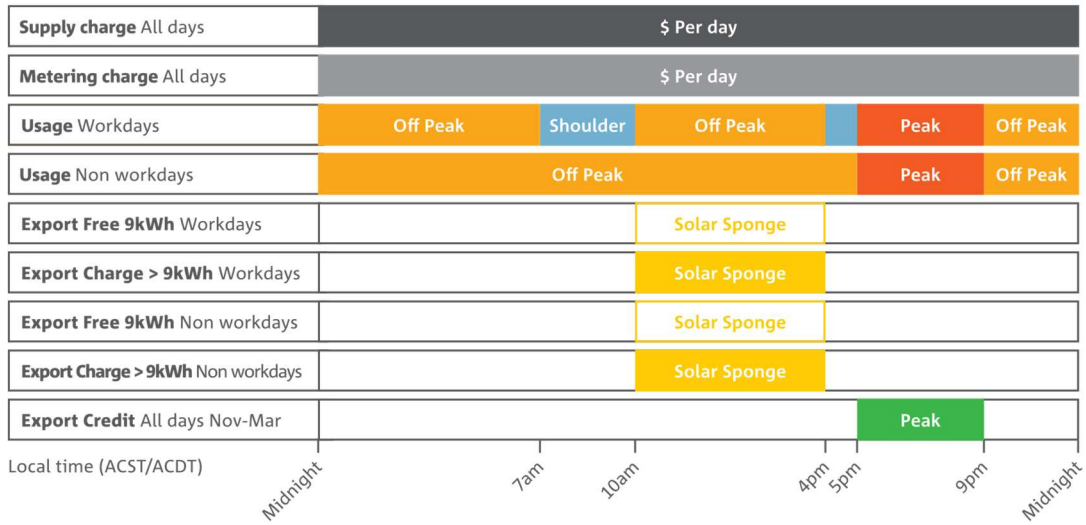 Supply charge All days $ Per day
Metering charge All days $ Per day
Usage Workdays Off Peak Shoulder Off Peak Peak Off Peak
Usage Non workdays Off Peak Peak Off Peak
Export Free 9kWh Workdays Solar Sponge
Export Charge > 9kWh Workdays Solar Sponge
Export Free 9kWh Non workdays Solar Sponge
Export Charge > 9kWh Non workdays Solar Sponge
Export Credit All days Nov-Mar Peak
Local time (ACST/ACDT) Midnight 7am 10am 4pm 5pm 9pm Midnight